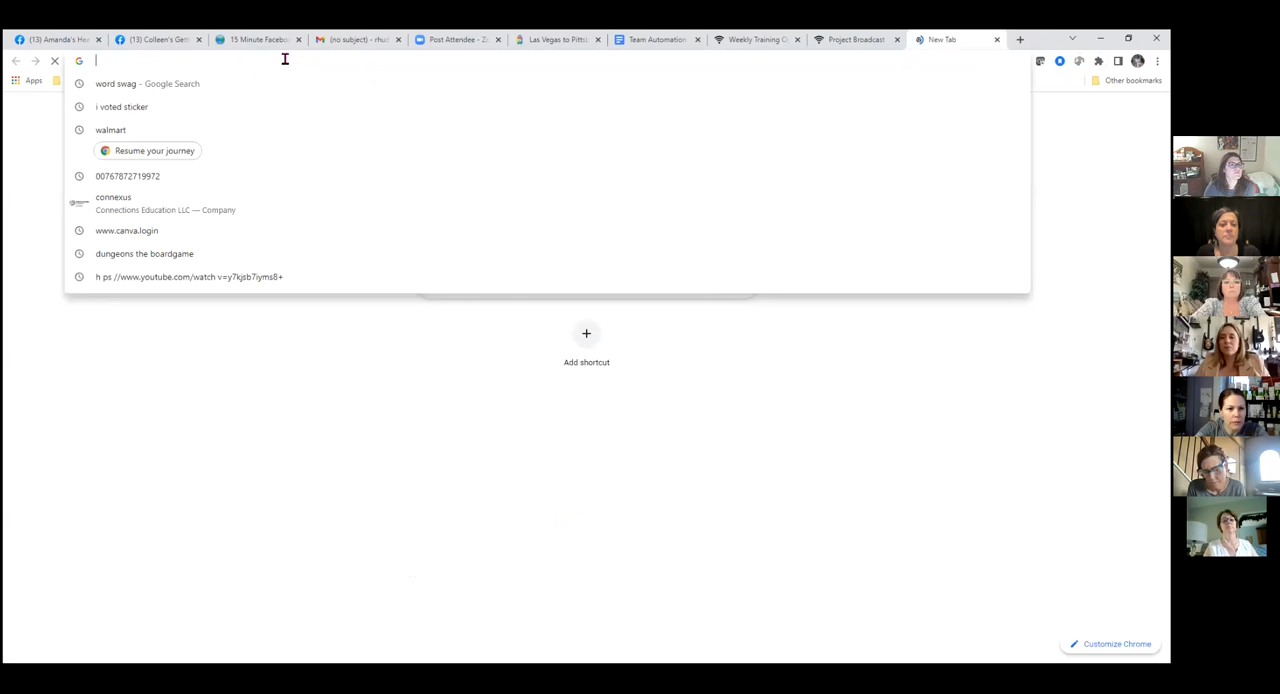 (13) Amanda's Hea
(13) Colleen's Gett
15 Minute Faceboo
(no subject) - rhud
Post Attendee - Zo
Las Vegas to Pittsb
Team Automation
Weekly Training Ca
Project Broadcast
New Tab
Apps
Other bookmarks
word swag - Google Search
i voted sticker
walmart
Resume your journey
00767872719972
connexus
Connections Education LLC — Company
www.canva.login
dungeons the boardgame
h ps //www.youtube.com/watch v=y7kjsb7iyms8+
Add shortcut
Customize Chrome